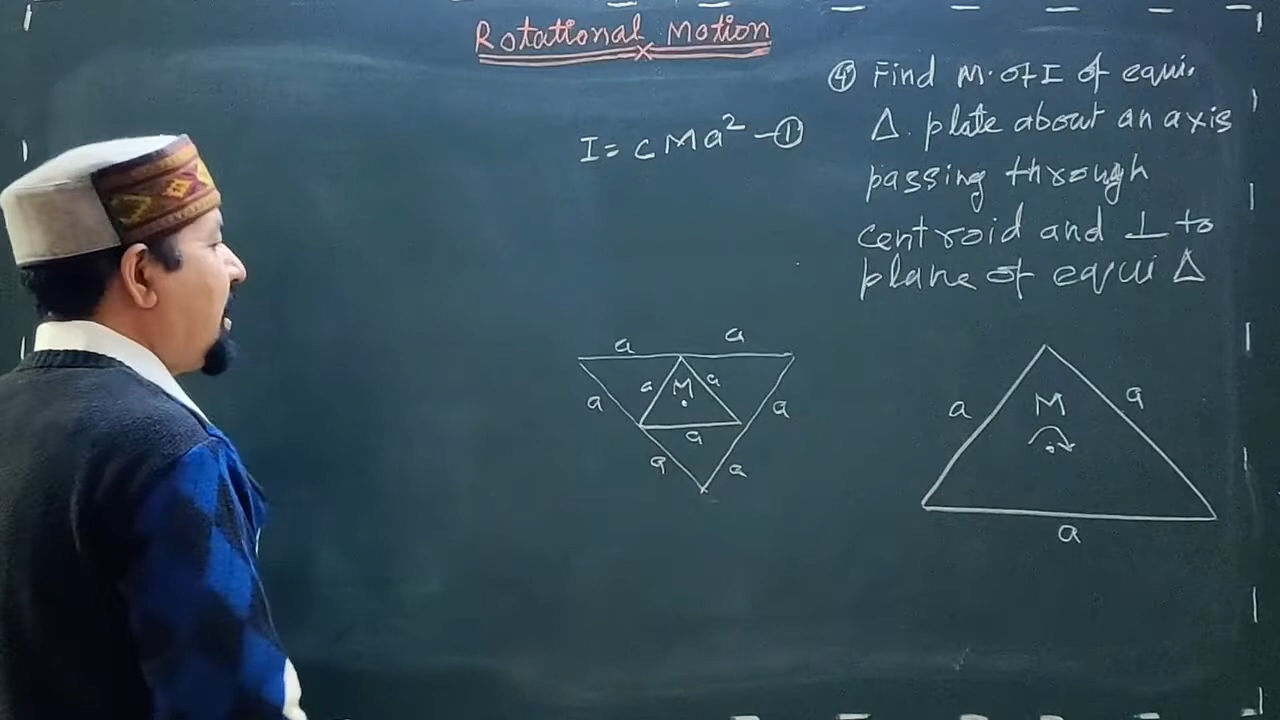 Rotational Motion
④ Find M. of I of equi.
Δ. plate about an axis
passing through
centroid and ⊥ to
plane of equi Δ
I = c M a² – ①
a a
a M a
a a
a
a a
M
a a
a